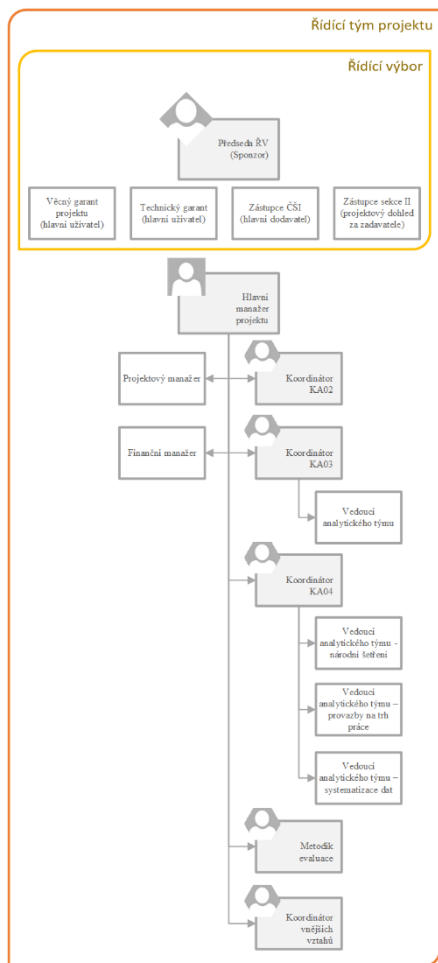 Řídící tým projektu
Řídící výbor
Předseda ŘV
(Sponzor)
Věcný garant
projektu
(hlavní uživatel)
Technický garant
(hlavní uživatel)
Zástupce ČŠI
(hlavní dodavatel)
Zástupce sekce II
(projektový dohled
za zadavatele)
Hlavní
manažer
projektu
Projektový manažer
Koordinátor
KA02
Finanční manažer
Koordinátor
KA03
Vedoucí
analytického týmu
Koordinátor
KA04
Vedoucí
analytického týmu -
národní šetření
Vedoucí
analytického týmu –
provazby na trh
práce
Vedoucí
analytického týmu –
systematizace dat
Metodik
evaluace
Koordinátor
vnějších
vztahů